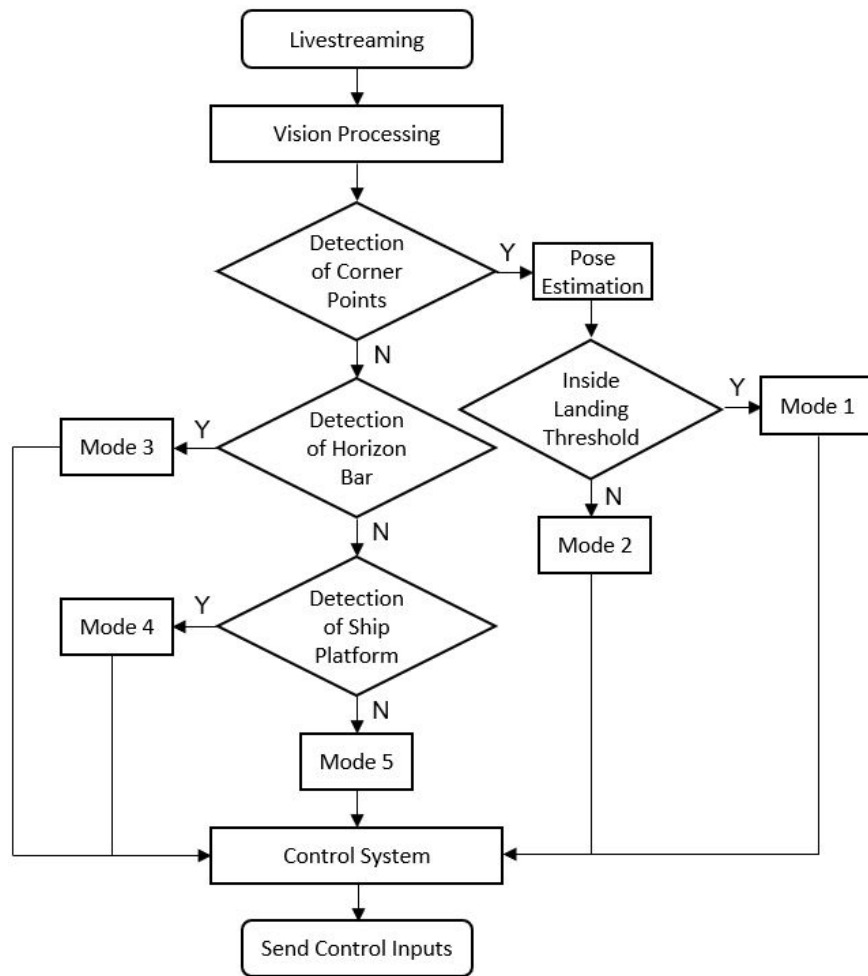 Livestreaming
Vision Processing
Detection
of Corner
Points
Y
Pose
Estimation
N
Inside
Landing
Threshold
Y
Mode 1
Detection
of Horizon
Bar
Y
Mode 3
N
N
Mode 2
Detection
of Ship
Platform
Y
Mode 4
N
Mode 5
Control System
Send Control Inputs